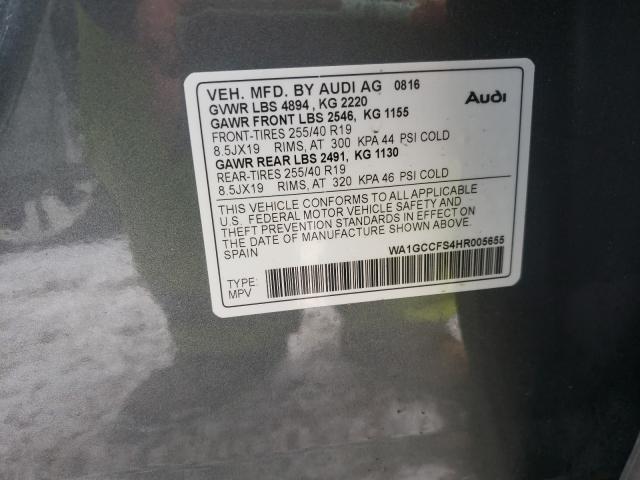 VEH. MFD. BY AUDI AG 0816
GVWR LBS 4894 , KG 2220
Audi
GAWR FRONT LBS 2546, KG 1155
FRONT-TIRES 255/40 R19
8.5JX19 RIMS, AT 300 KPA 44 PSI COLD
GAWR REAR LBS 2491, KG 1130
REAR-TIRES 255/40 R19
8.5JX19 RIMS, AT 320 KPA 46 PSI COLD
THIS VEHICLE CONFORMS TO ALL APPLICABLE
U.S. FEDERAL MOTOR VEHICLE SAFETY AND
THEFT PREVENTION STANDARDS IN EFFECT ON
THE DATE OF MANUFACTURE SHOWN ABOVE.
SPAIN
WA1GCCFS4HR005655
TYPE:
MPV